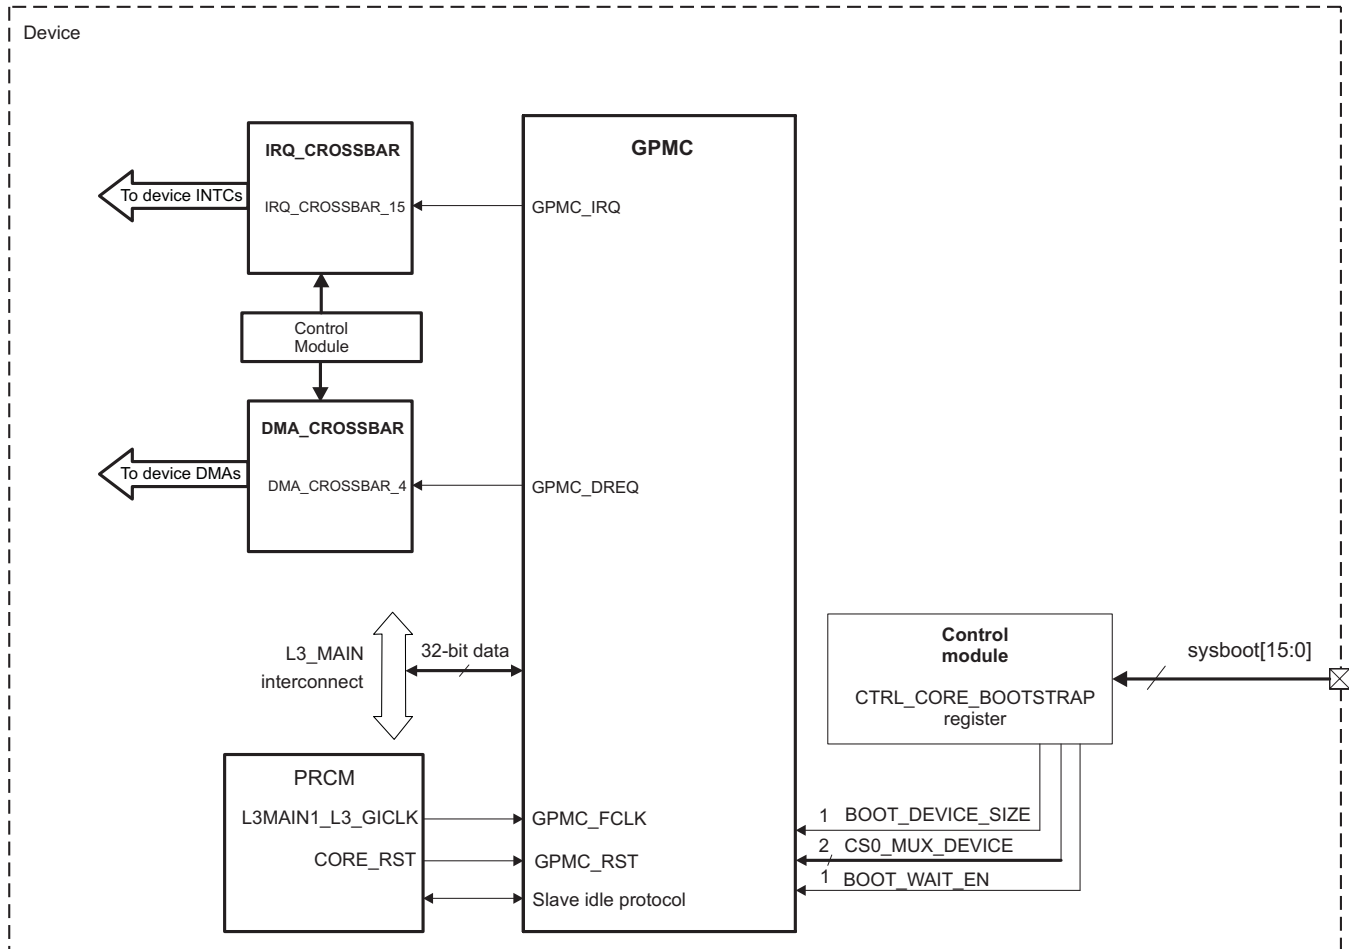 Device
IRQ_CROSSBAR
GPMC
To device INTCs
IRQ_CROSSBAR_15
GPMC_IRQ
Control
Module
DMA_CROSSBAR
To device DMAs
DMA_CROSSBAR_4
GPMC_DREQ
L3_MAIN
interconnect
32-bit data
Control
module
CTRL_CORE_BOOTSTRAP
register
sysboot[15:0]
PRCM
L3MAIN1_L3_GICLK
GPMC_FCLK
CORE_RST
GPMC_RST
Slave idle protocol
1 BOOT_DEVICE_SIZE
2 CS0_MUX_DEVICE
1 BOOT_WAIT_EN